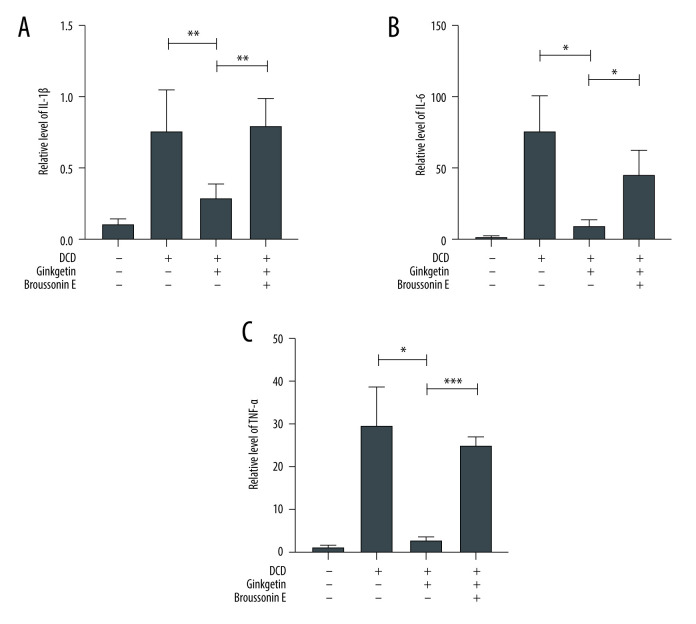 A
Relative level of IL-1β
1.5
1.0
0.5
0.0
**
**
DCD − + + +
Ginkgetin − − + +
Broussonin E − − − +
B
Relative level of IL-6
150
100
50
0
*
*
DCD − + + +
Ginkgetin − − + +
Broussonin E − − − +
C
Relative level of TNF-α
50
40
30
20
10
0
*
***
DCD − + + +
Ginkgetin − − + +
Broussonin E − − − +